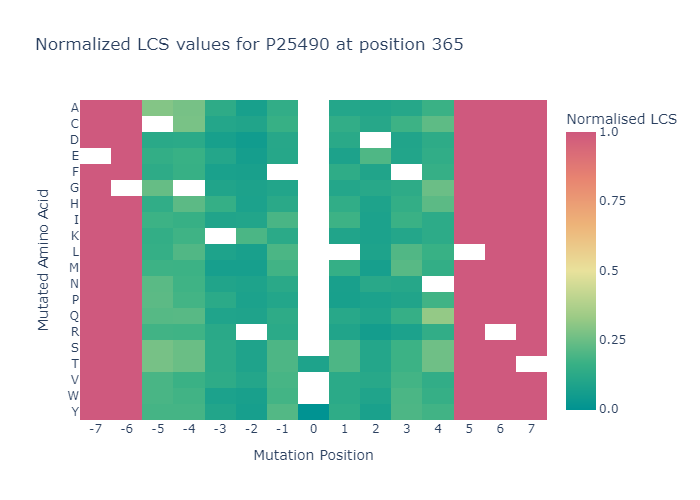 Normalized LCS values for P25490 at position 365
Normalised LCS
A
C
D
E
F
G
H
I
K
L
M
N
P
Q
R
S
T
V
W
Y
Mutated Amino Acid
1.0
0.75
0.5
0.25
0.0
-7 -6 -5 -4 -3 -2 -1 0 1 2 3 4 5 6 7
Mutation Position